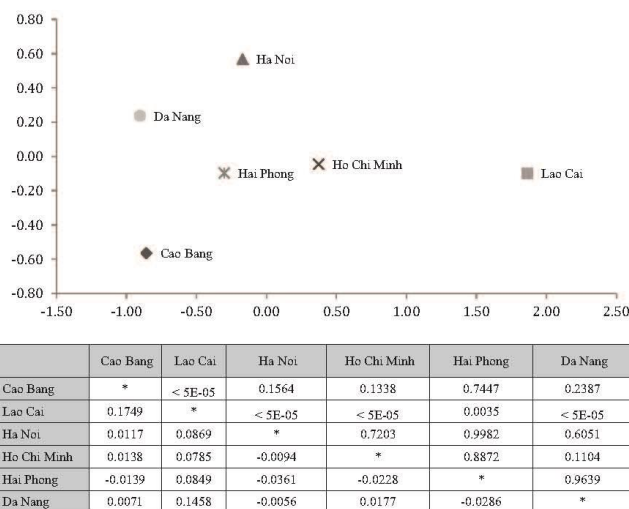 0.80
0.60
Ha Noi
0.40
0.20
Da Nang
0.00
Ho Chi Minh
Hai Phong
Lao Cai
-0.20
-0.40
Cao Bang
-0.60
-0.80
-1.50 -1.00 -0.50 0.00 0.50 1.00 1.50 2.00 2.50
Cao Bang Lao Cai Ha Noi Ho Chi Minh Hai Phong Da Nang
Cao Bang * < 5E-05 0.1564 0.1338 0.7447 0.2387
Lao Cai 0.1749 * < 5E-05 < 5E-05 0.0035 < 5E-05
Ha Noi 0.0117 0.0869 * 0.7203 0.9982 0.6051
Ho Chi Minh 0.0138 0.0785 -0.0094 * 0.8872 0.1104
Hai Phong -0.0139 0.0849 -0.0361 -0.0228 * 0.9639
Da Nang 0.0071 0.1458 -0.0056 0.0177 -0.0286 *